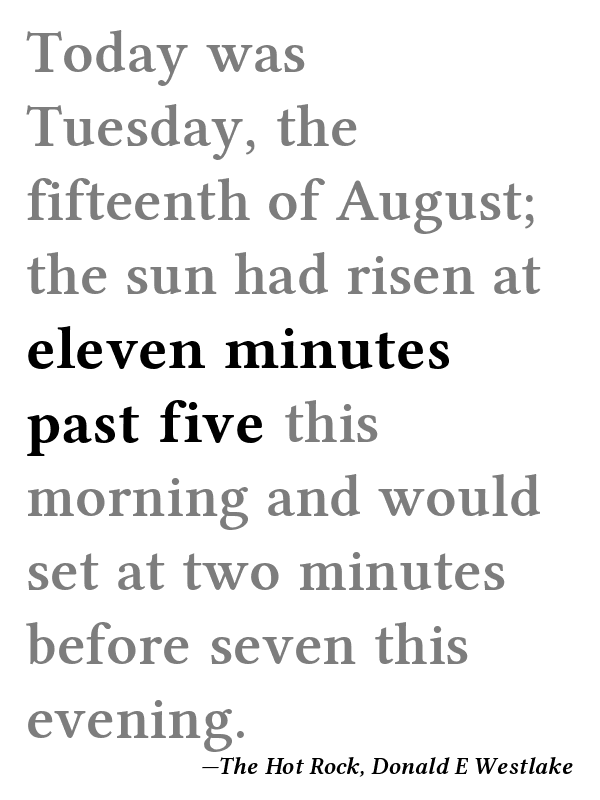 Today was
Tuesday, the
fifteenth of August;
the sun had risen at
eleven minutes
past five this
morning and would
set at two minutes
before seven this
evening.
—The Hot Rock, Donald E Westlake